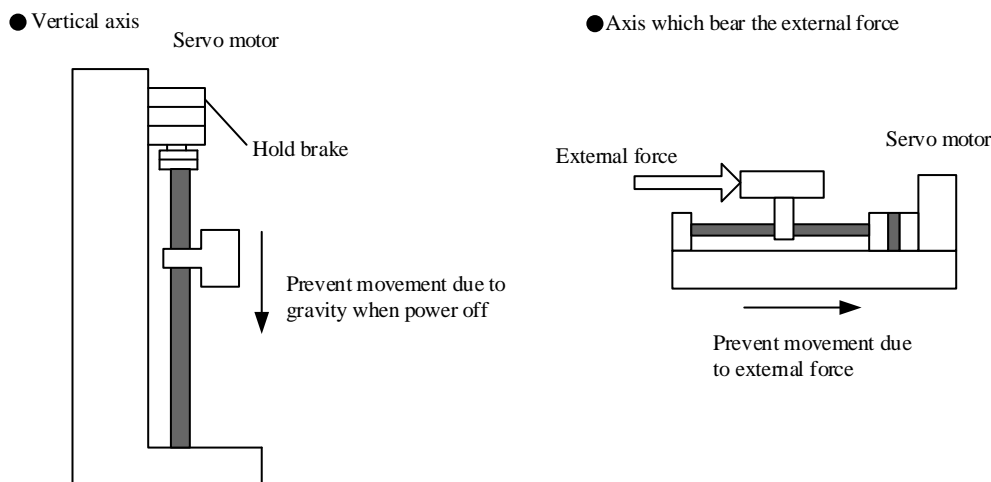 ● Vertical axis
Servo motor
Hold brake
Prevent movement due to
gravity when power off
● Axis which bear the external force
Servo motor
External force
Prevent movement due
to external force